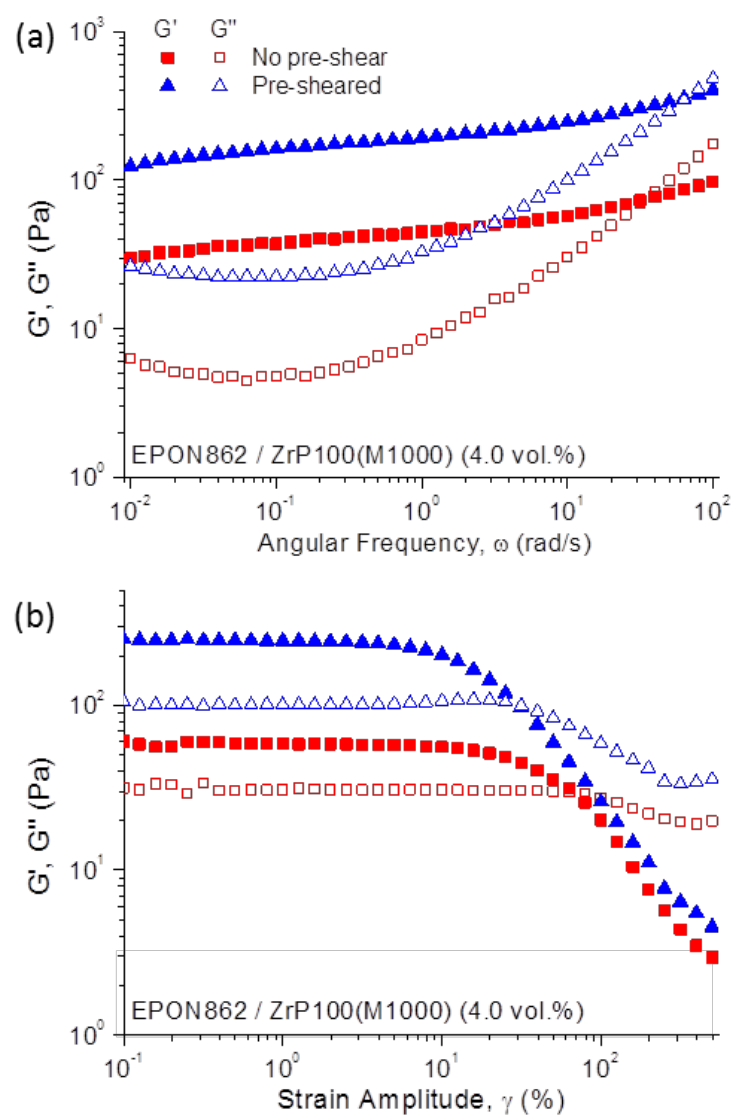 (a)
G' G"
No pre-shear
Pre-sheared
10³
10²
10¹
10⁰
G', G" (Pa)
EPON862 / ZrP100(M1000) (4.0 vol.%)
10⁻² 10⁻¹ 10⁰ 10¹ 10²
Angular Frequency, ω (rad/s)
(b)
10²
10¹
10⁰
G', G" (Pa)
EPON862 / ZrP100(M1000) (4.0 vol.%)
10⁻¹ 10⁰ 10¹ 10²
Strain Amplitude, γ (%)